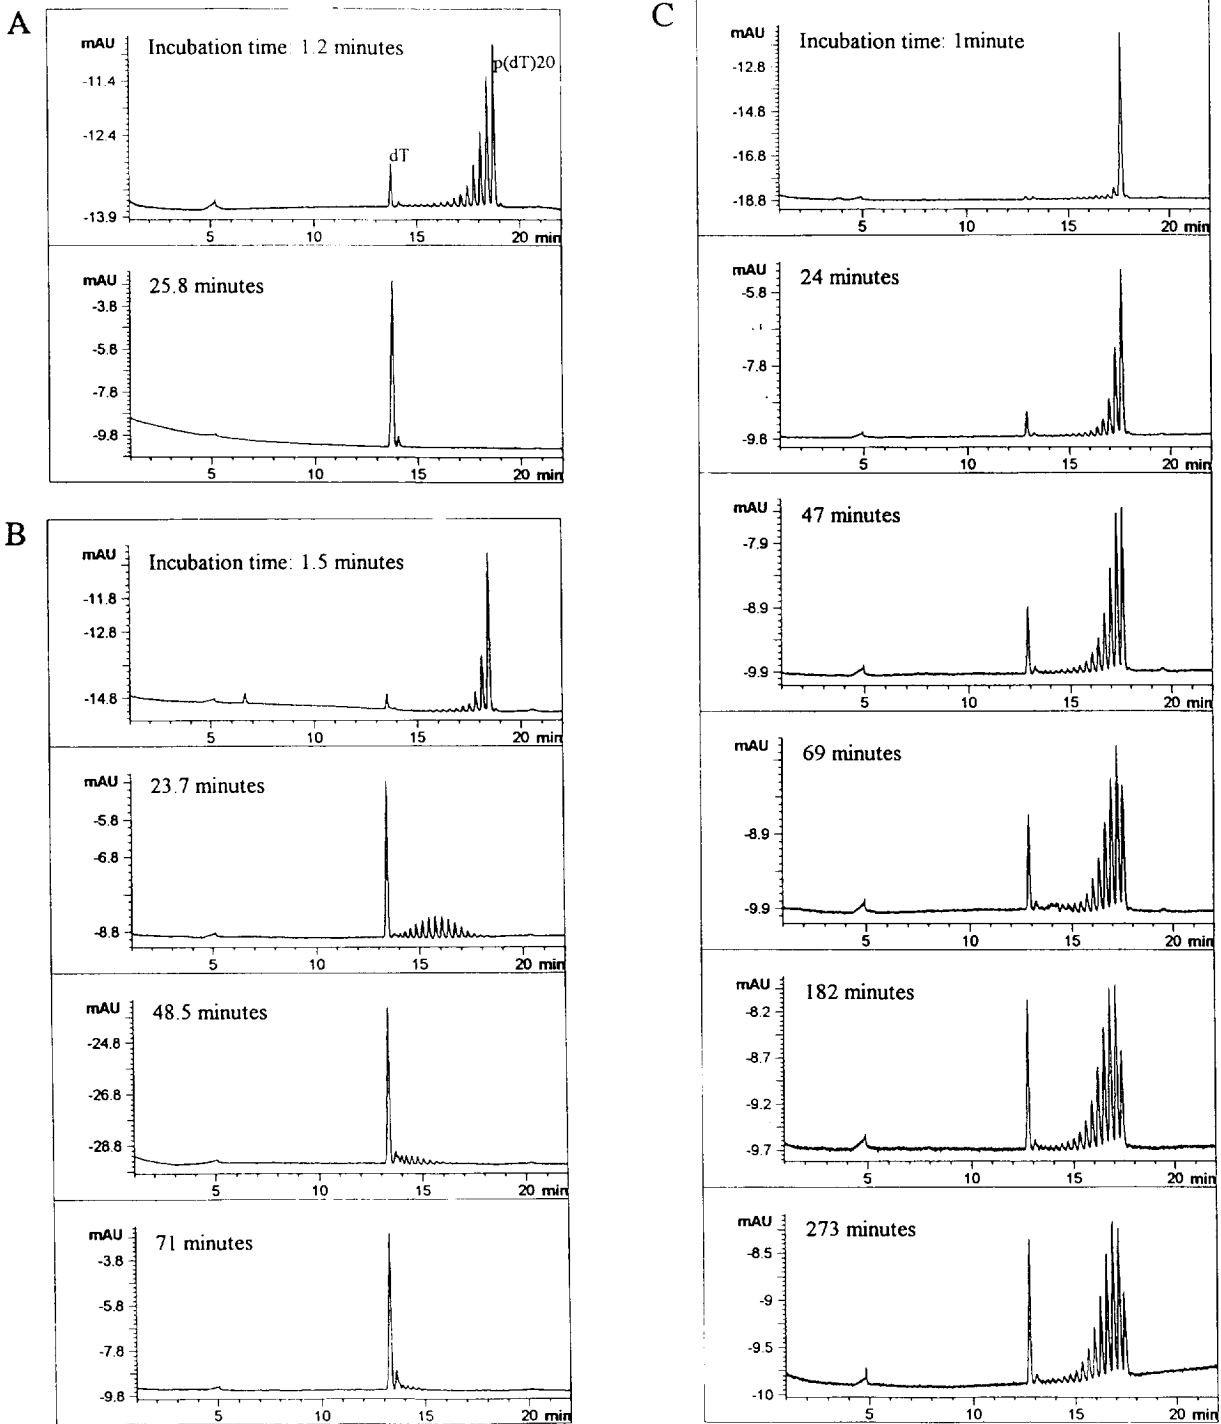 A
mAU
Incubation time: 1.2 minutes
p(dT)20
-11.4
-12.4
dT
-13.9
5 10 15 20 min
mAU
25.8 minutes
-3.8
-5.8
-7.8
-9.8
5 10 15 20 min
B
mAU
Incubation time: 1.5 minutes
-11.8
-12.8
-14.8
5 10 15 20 min
mAU
23.7 minutes
-5.8
-6.8
-8.8
5 10 15 20 min
mAU
48.5 minutes
-24.8
-26.8
-28.8
5 10 15 20 min
mAU
71 minutes
-3.8
-5.8
-7.8
-9.8
5 10 15 20 min
C
mAU
Incubation time: 1minute
-12.8
-14.8
-16.8
-18.8
5 10 15 20 min
mAU
24 minutes
-5.8
-7.8
-9.8
5 10 15 20 min
mAU
47 minutes
-7.9
-8.9
-9.9
5 10 15 20 min
mAU
69 minutes
-8.9
-9.9
5 10 15 20 min
mAU
182 minutes
-8.2
-8.7
-9.2
-9.7
5 10 15 20 min
mAU
273 minutes
-8.5
-9
-9.5
-10
5 10 15 20 min